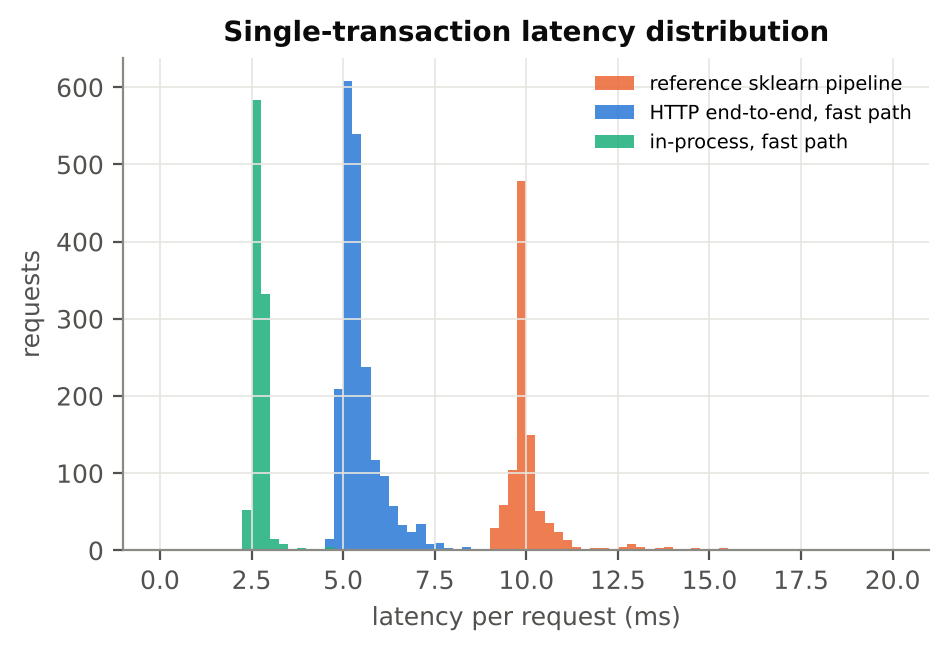 Single-transaction latency distribution
reference sklearn pipeline
HTTP end-to-end, fast path
in-process, fast path
600
500
400
300
200
100
0
requests
0.0 2.5 5.0 7.5 10.0 12.5 15.0 17.5 20.0
latency per request (ms)